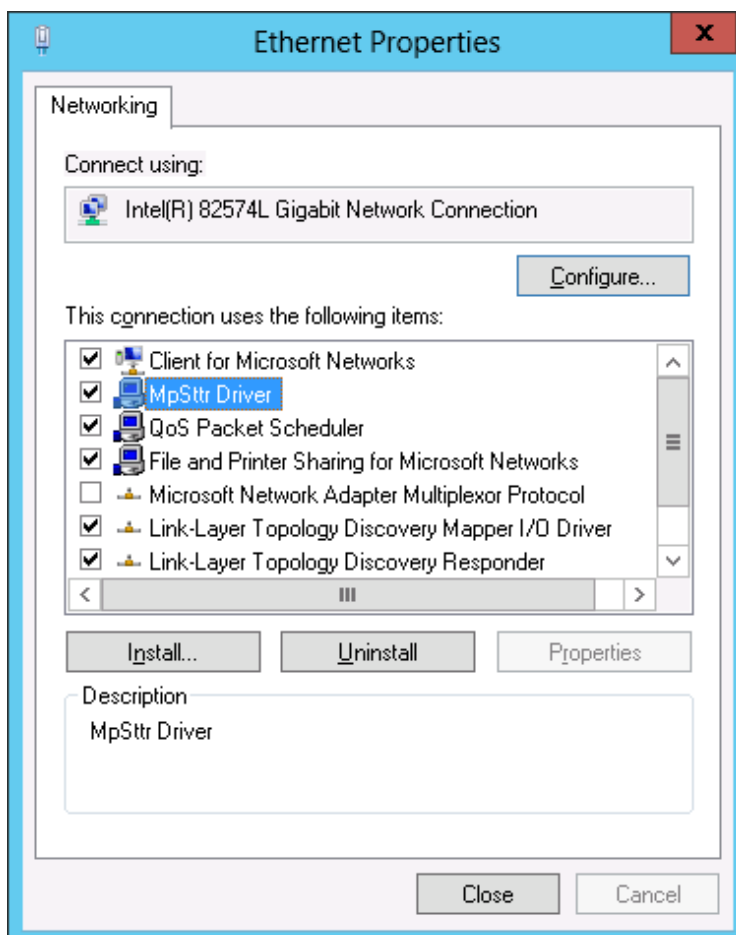 Ethernet Properties
x
Networking
Connect using:
Intel(R) 82574L Gigabit Network Connection
Configure...
This connection uses the following items:
Client for Microsoft Networks
MpSttr Driver
QoS Packet Scheduler
File and Printer Sharing for Microsoft Networks
Microsoft Network Adapter Multiplexor Protocol
Link-Layer Topology Discovery Mapper I/O Driver
Link-Layer Topology Discovery Responder
Install... Uninstall Properties
Description
MpSttr Driver
Close Cancel